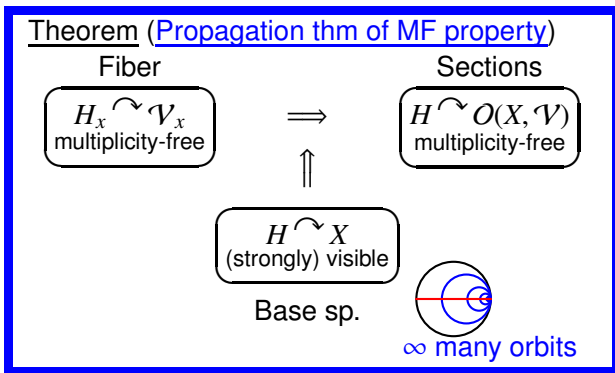 Theorem (Propagation thm of MF property)
Fiber
Sections
H_x ↷ 𝒱_x
multiplicity-free
⟹
H ↷ 𝒪(X, 𝒱)
multiplicity-free
⇑
H ↷ X
(strongly) visible
Base sp.
∞ many orbits